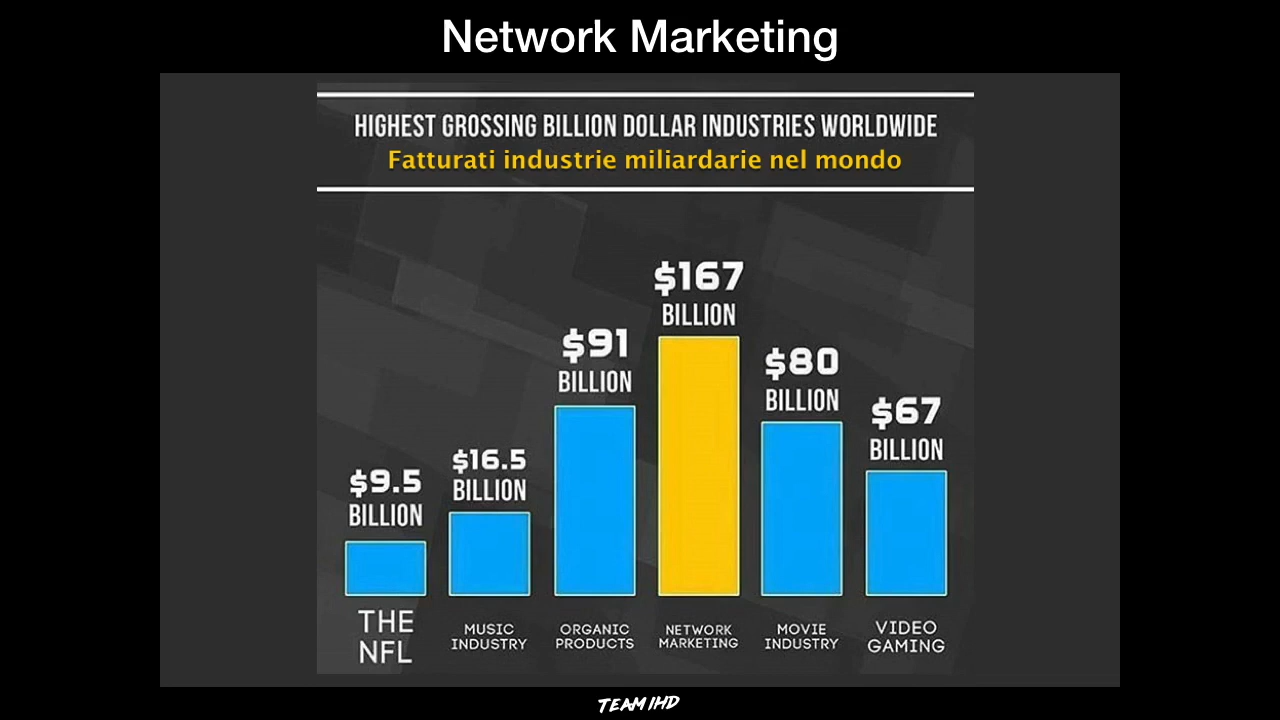 Network Marketing
HIGHEST GROSSING BILLION DOLLAR INDUSTRIES WORLDWIDE
Fatturati industrie miliardarie nel mondo
$9.5
BILLION
THE
NFL
$16.5
BILLION
MUSIC
INDUSTRY
$91
BILLION
ORGANIC
PRODUCTS
$167
BILLION
NETWORK
MARKETING
$80
BILLION
MOVIE
INDUSTRY
$67
BILLION
VIDEO
GAMING
TEAM IHD